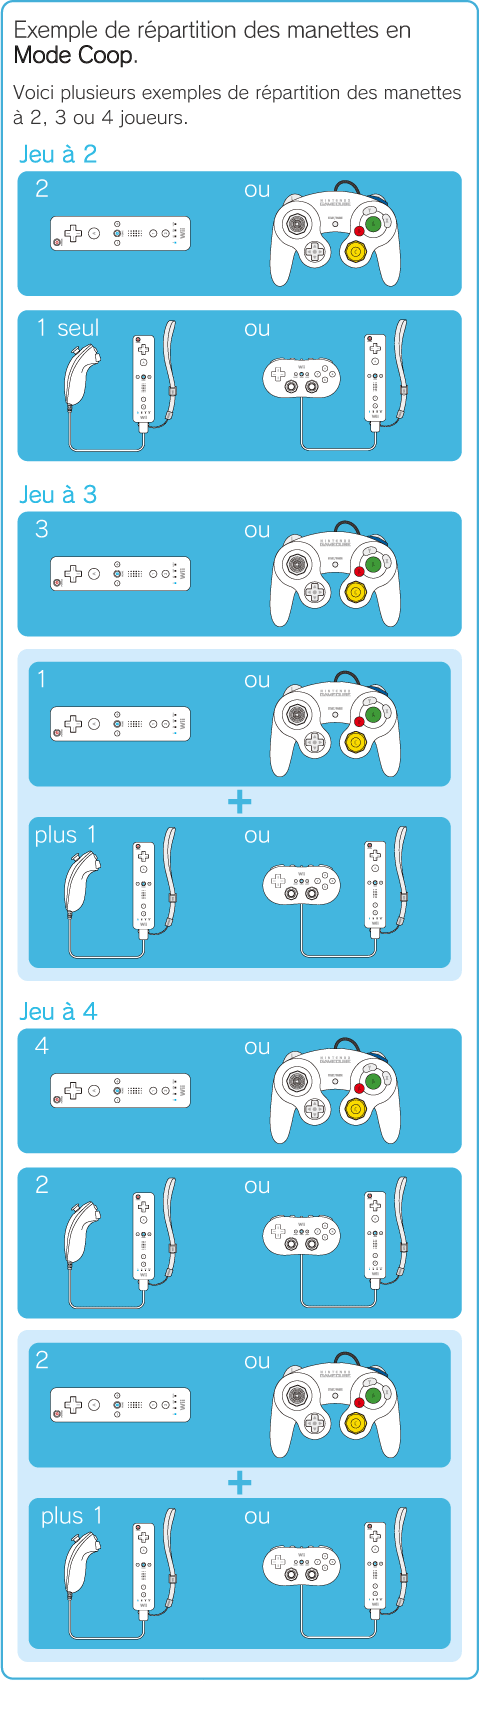 Exemple de répartition des manettes en
Mode Coop.
Voici plusieurs exemples de répartition des manettes
à 2, 3 ou 4 joueurs.
Jeu à 2
2 ou
1 seul ou
Jeu à 3
3 ou
1 ou
+
plus 1 ou
Jeu à 4
4 ou
2 ou
2 ou
+
plus 1 ou